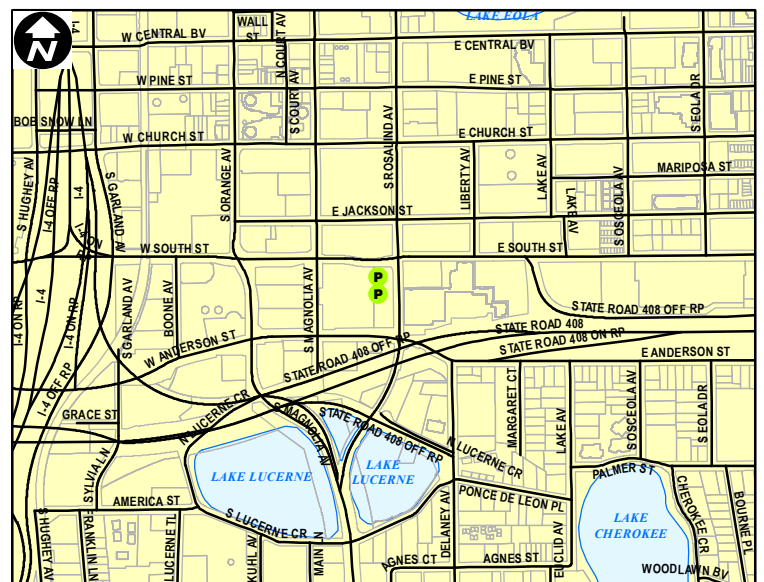 LAKE EOLA
I-4
WALL
ST
N COURT AV
W CENTRAL BV
E CENTRAL BV
N
W PINE ST
E PINE ST
S COURT AV
S EOLA DR
BOB SNOW LN
W CHURCH ST
E CHURCH ST
S ROSALIND AV
LIBERTY AV
LAKE AV
MARIPOSA ST
S HUGHEY AV
I-4 OFF RP
I-4
S GARLAND AV
S ORANGE AV
LAKE AV
S OSCEOLA AV
E JACKSON ST
I-4 ON
RP
W SOUTH ST
E SOUTH ST
P
P
I-4 ON RP
I-4
I-4 ON RP
S GARLAND AV
BOONE AV
S MAGNOLIA AV
STATE ROAD 408 OFF RP
STATE ROAD 408
STATE ROAD 408 ON RP
W ANDERSON ST
STATE ROAD 408 OFF RP
E ANDERSON ST
I-4 OFF RP
MARGARET CT
LAKE AV
SOSCEOLA AV
S EOLA DR
GRACE ST
N LUCERNE CR
S MAGNOLIA AV
STATE ROAD 408 OFF RP
N LUCERNE CR
SYLVIA LN
LAKE LUCERNE
LAKE
LUCERNE
PALMER ST
AMERICA ST
PONCE DE LEON PL
CHEROKEE CR
BOURNE PL
S HUGHEY AV
FRANKLIN LN
LUCERNE TL
S LUCERNE CR
KUHL AV
MAIN LN
DELANEY AV
EUCLID AV
LAKE
CHEROKEE
AGNES CT
AGNES ST
WOODLAWN BV